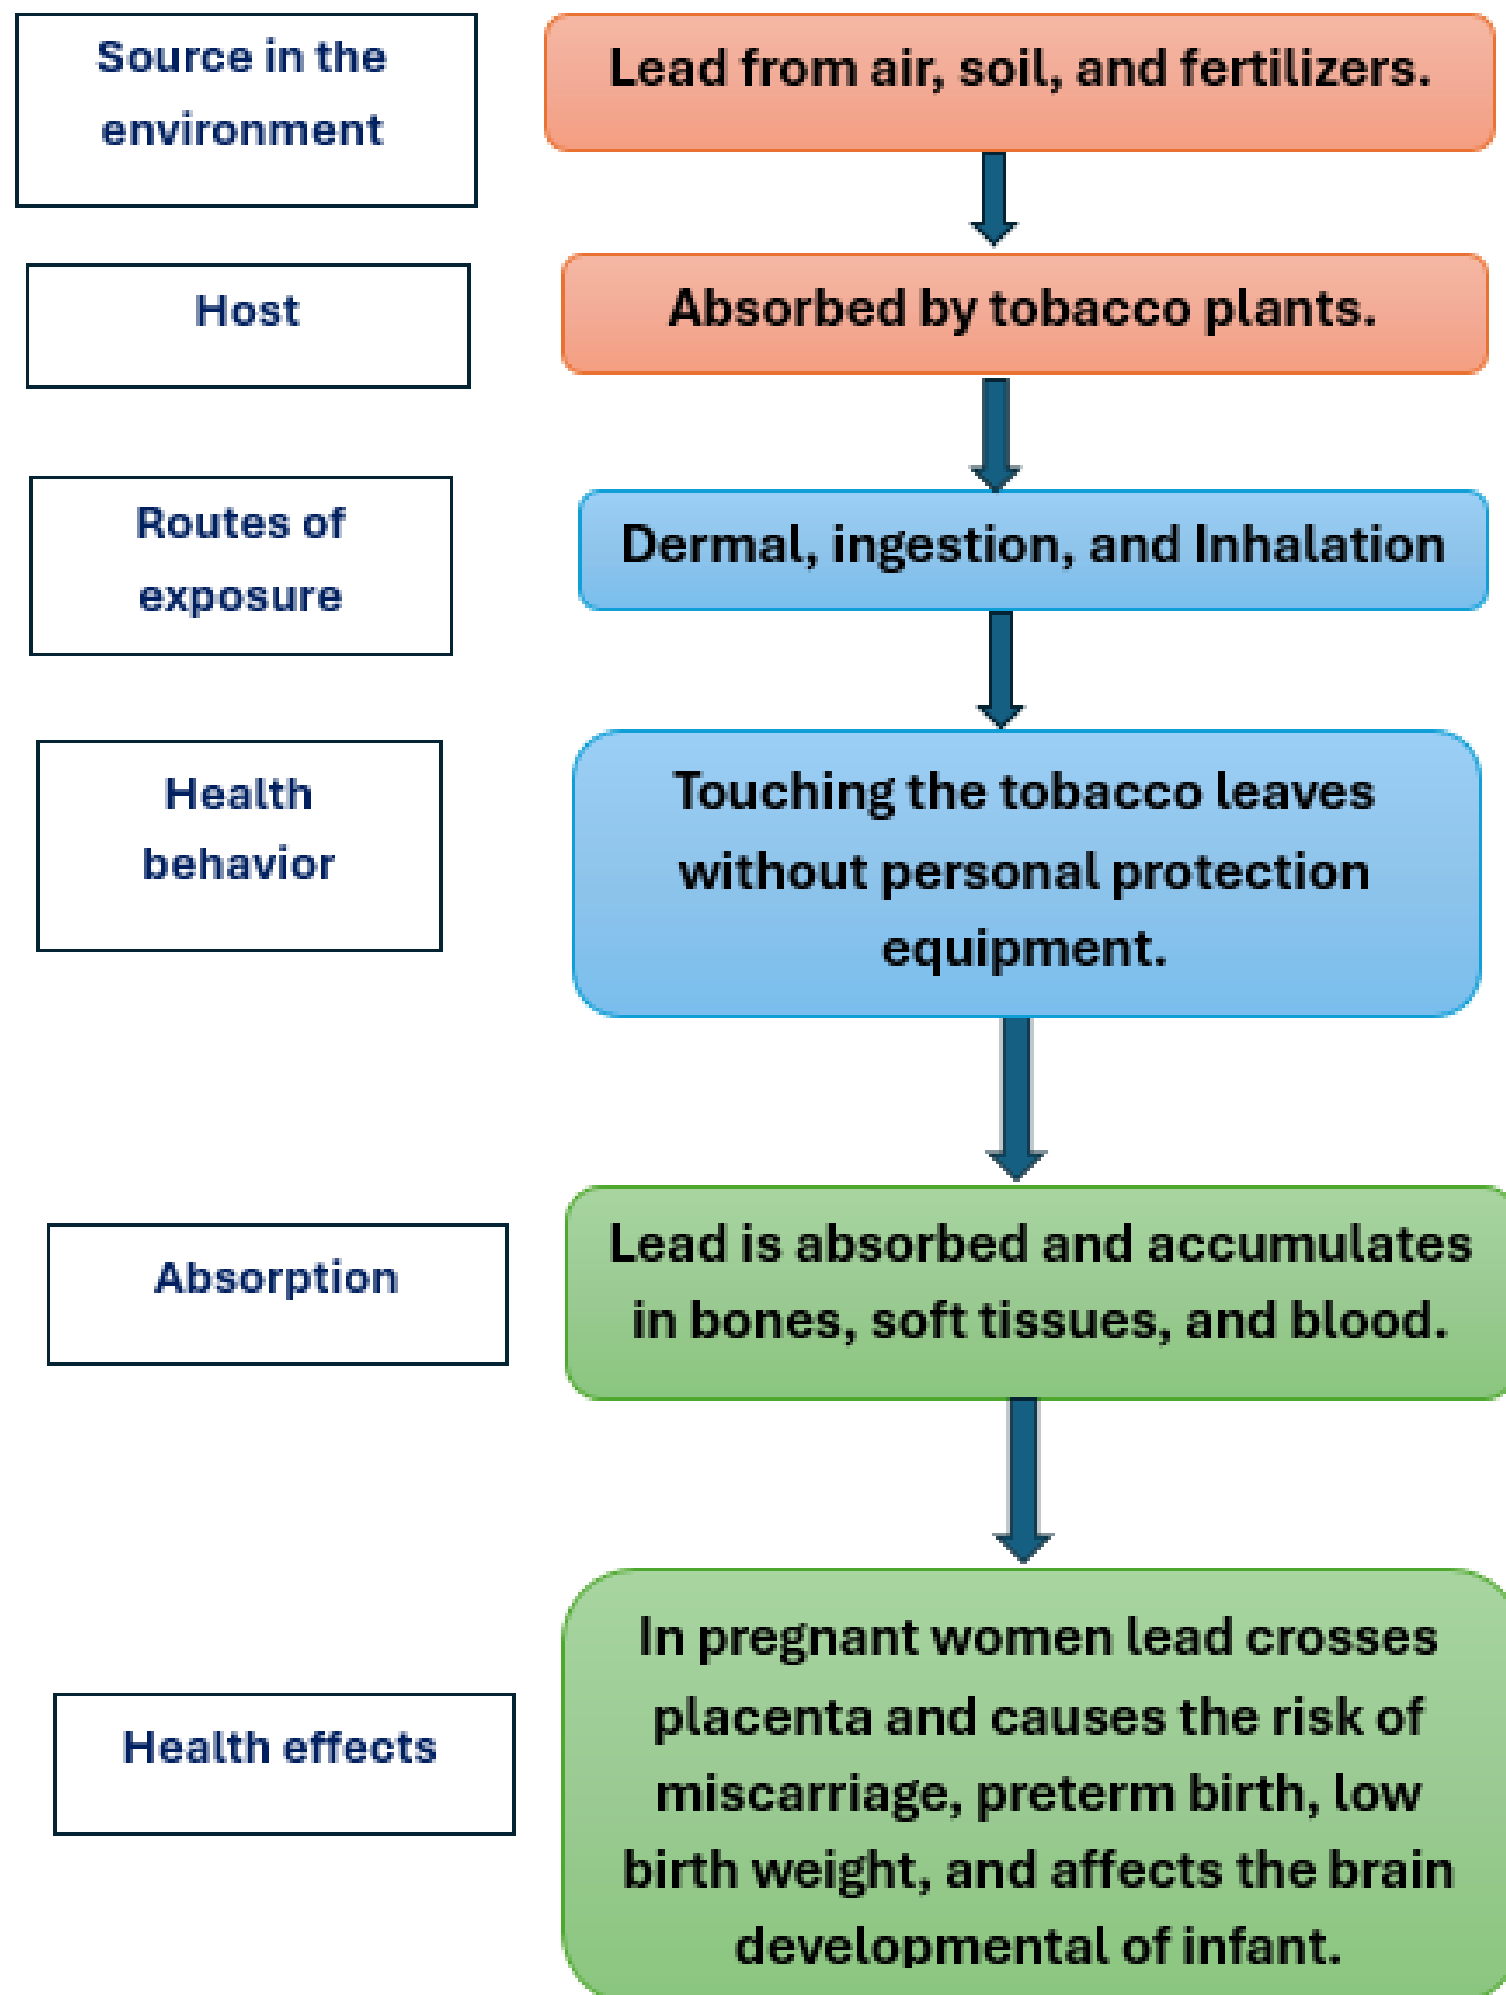 Source in the
environment
Lead from air, soil, and fertilizers.
Host
Absorbed by tobacco plants.
Routes of
exposure
Dermal, ingestion, and Inhalation
Health
behavior
Touching the tobacco leaves
without personal protection
equipment.
Absorption
Lead is absorbed and accumulates
in bones, soft tissues, and blood.
Health effects
In pregnant women lead crosses
placenta and causes the risk of
miscarriage, preterm birth, low
birth weight, and affects the brain
developmental of infant.